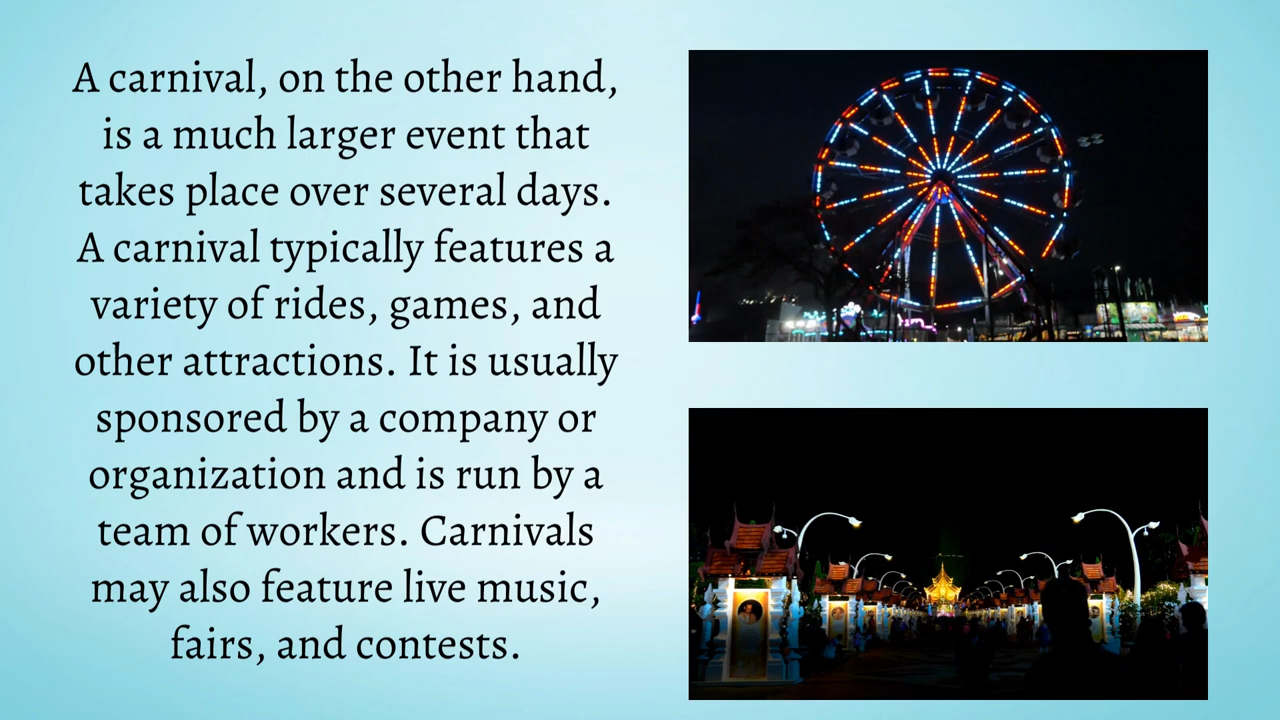 A carnival, on the other hand,
is a much larger event that
takes place over several days.
A carnival typically features a
variety of rides, games, and
other attractions. It is usually
sponsored by a company or
organization and is run by a
team of workers. Carnivals
may also feature live music,
fairs, and contests.